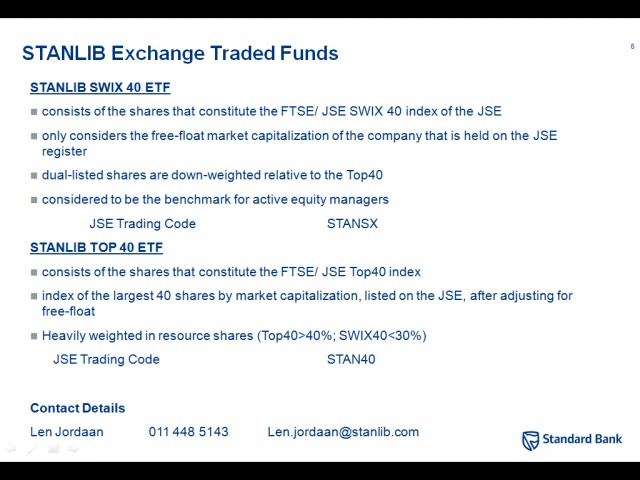 STANLIB Exchange Traded Funds
6
STANLIB SWIX 40 ETF
consists of the shares that constitute the FTSE/ JSE SWIX 40 index of the JSE
only considers the free-float market capitalization of the company that is held on the JSE
register
dual-listed shares are down-weighted relative to the Top40
considered to be the benchmark for active equity managers
JSE Trading Code STANSX
STANLIB TOP 40 ETF
consists of the shares that constitute the FTSE/ JSE Top40 index
index of the largest 40 shares by market capitalization, listed on the JSE, after adjusting for
free-float
Heavily weighted in resource shares (Top40>40%; SWIX40<30%)
JSE Trading Code STAN40
Contact Details
Len Jordaan 011 448 5143 Len.jordaan@stanlib.com
Standard Bank